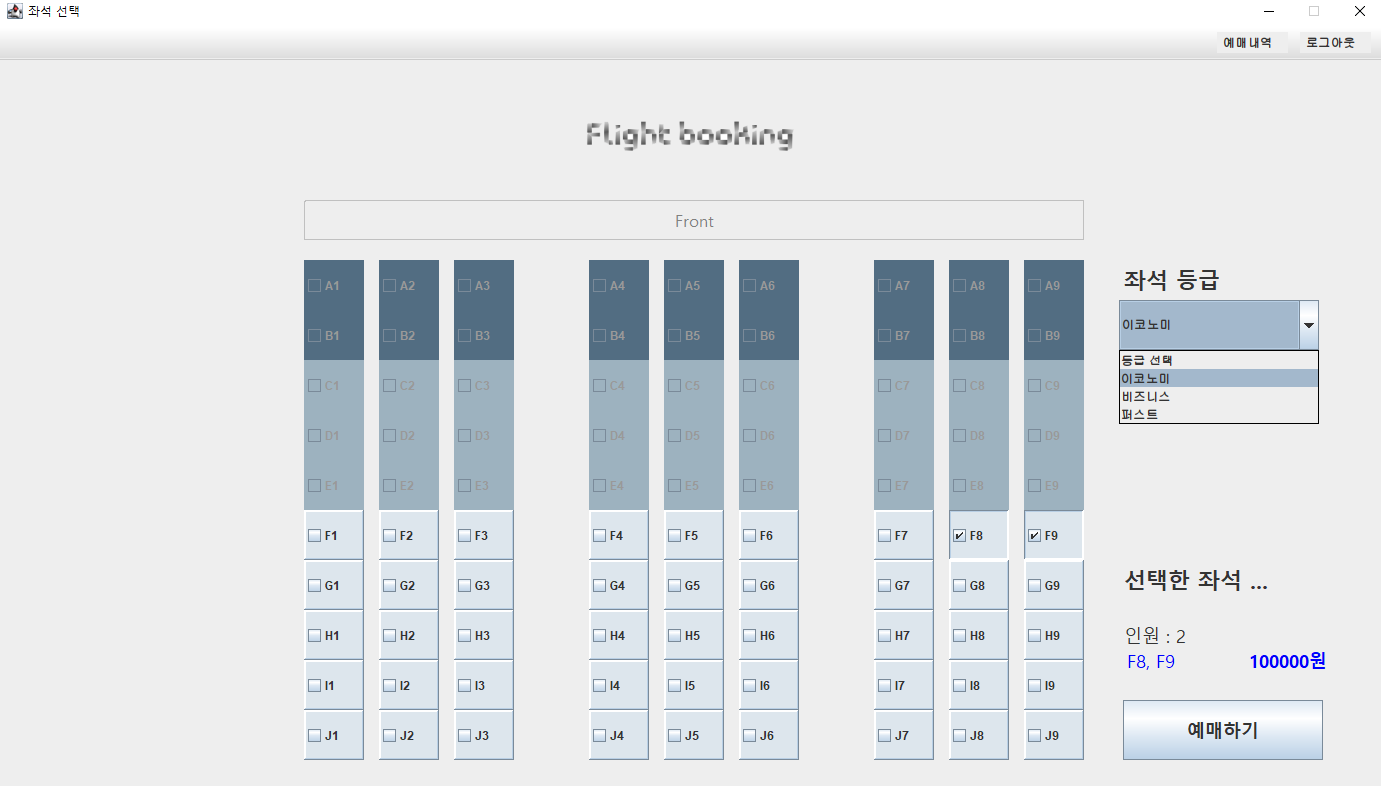 좌석 선택
예매내역 로그아웃
Flight booking
Front
A1 A2 A3 A4 A5 A6 A7 A8 A9
B1 B2 B3 B4 B5 B6 B7 B8 B9
C1 C2 C3 C4 C5 C6 C7 C8 C9
D1 D2 D3 D4 D5 D6 D7 D8 D9
E1 E2 E3 E4 E5 E6 E7 E8 E9
F1 F2 F3 F4 F5 F6 F7 F8 F9
G1 G2 G3 G4 G5 G6 G7 G8 G9
H1 H2 H3 H4 H5 H6 H7 H8 H9
I1 I2 I3 I4 I5 I6 I7 I8 I9
J1 J2 J3 J4 J5 J6 J7 J8 J9
좌석 등급
이코노미
등급 선택
이코노미
비즈니스
퍼스트
선택한 좌석 ...
인원 : 2
F8, F9 100000원
예매하기